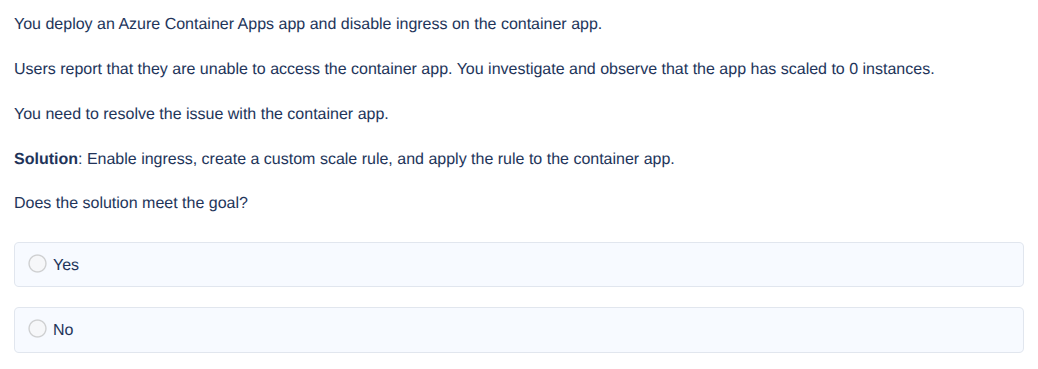 You deploy an Azure Container Apps app and disable ingress on the container app.
Users report that they are unable to access the container app. You investigate and observe that the app has scaled to 0 instances.
You need to resolve the issue with the container app.
Solution: Enable ingress, create a custom scale rule, and apply the rule to the container app.
Does the solution meet the goal?
Yes
No